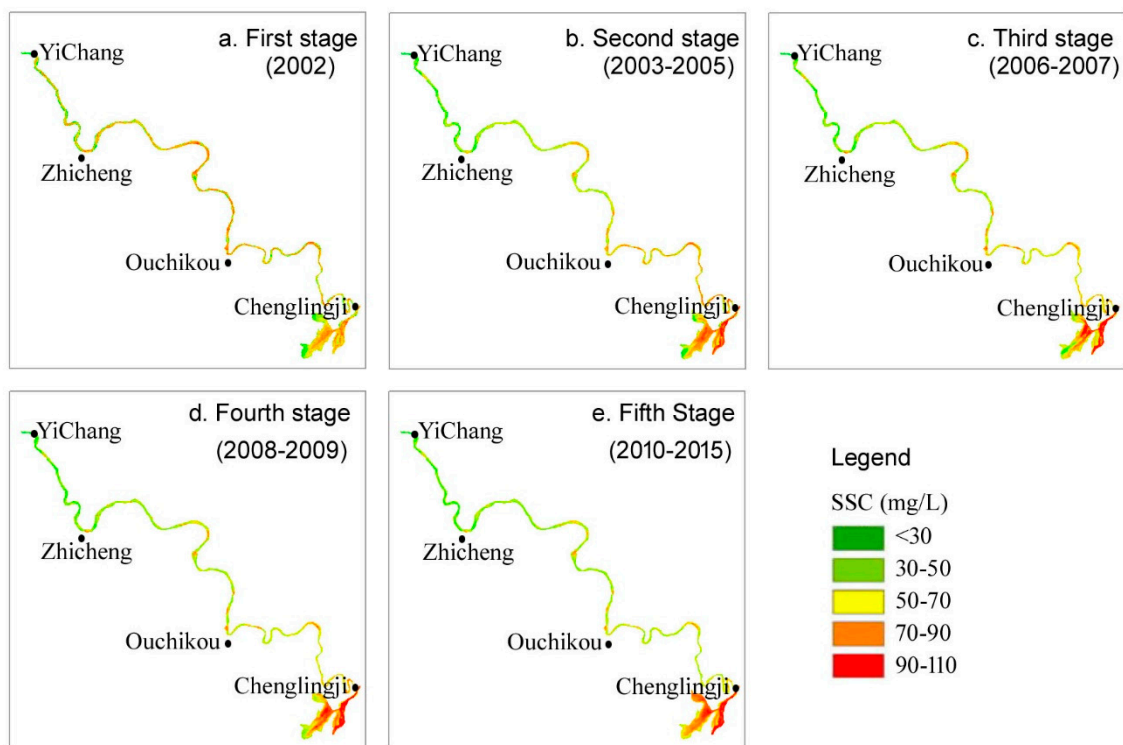 a. First stage
(2002)
YiChang
Zhicheng
Ouchikou
Chenglingji
b. Second stage
(2003-2005)
YiChang
Zhicheng
Ouchikou
Chenglingji
c. Third stage
(2006-2007)
YiChang
Zhicheng
Ouchikou
Chenglingji
d. Fourth stage
(2008-2009)
YiChang
Zhicheng
Ouchikou
Chenglingji
e. Fifth Stage
(2010-2015)
YiChang
Zhicheng
Ouchikou
Chenglingji
Legend
SSC (mg/L)
<30
30-50
50-70
70-90
90-110